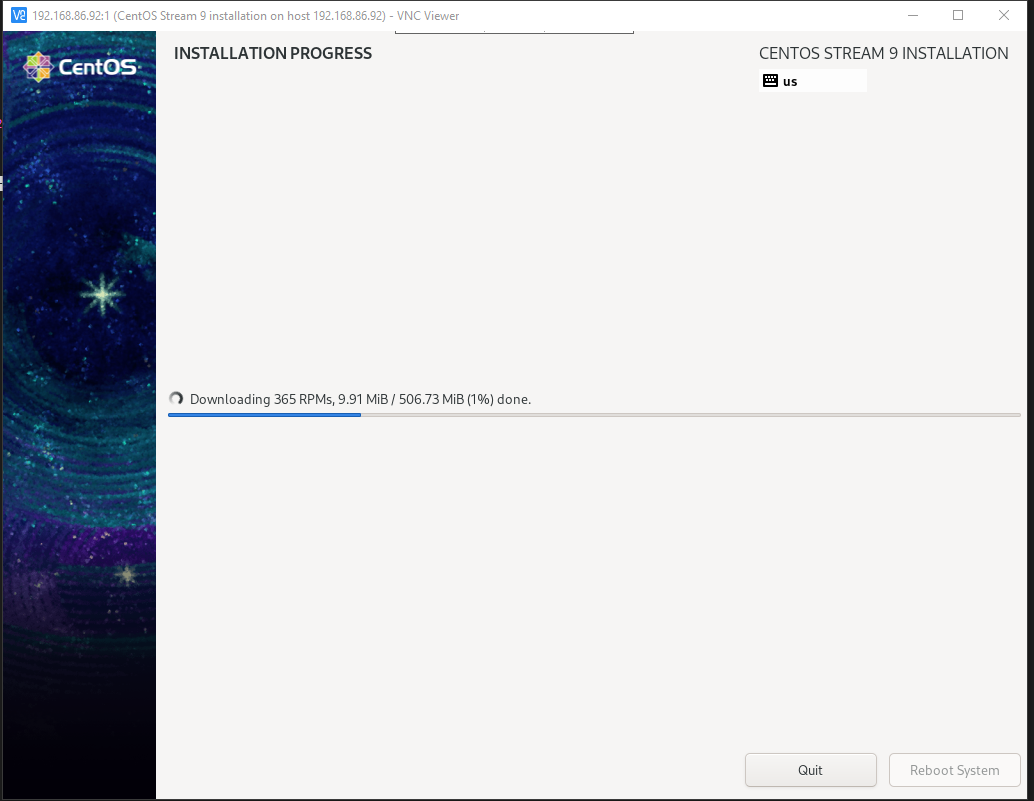 192.168.86.92:1 (CentOS Stream 9 installation on host 192.168.86.92) - VNC Viewer
CentOS
INSTALLATION PROGRESS
CENTOS STREAM 9 INSTALLATION
us
Downloading 365 RPMs, 9.91 MiB / 506.73 MiB (1%) done.
Quit
Reboot System